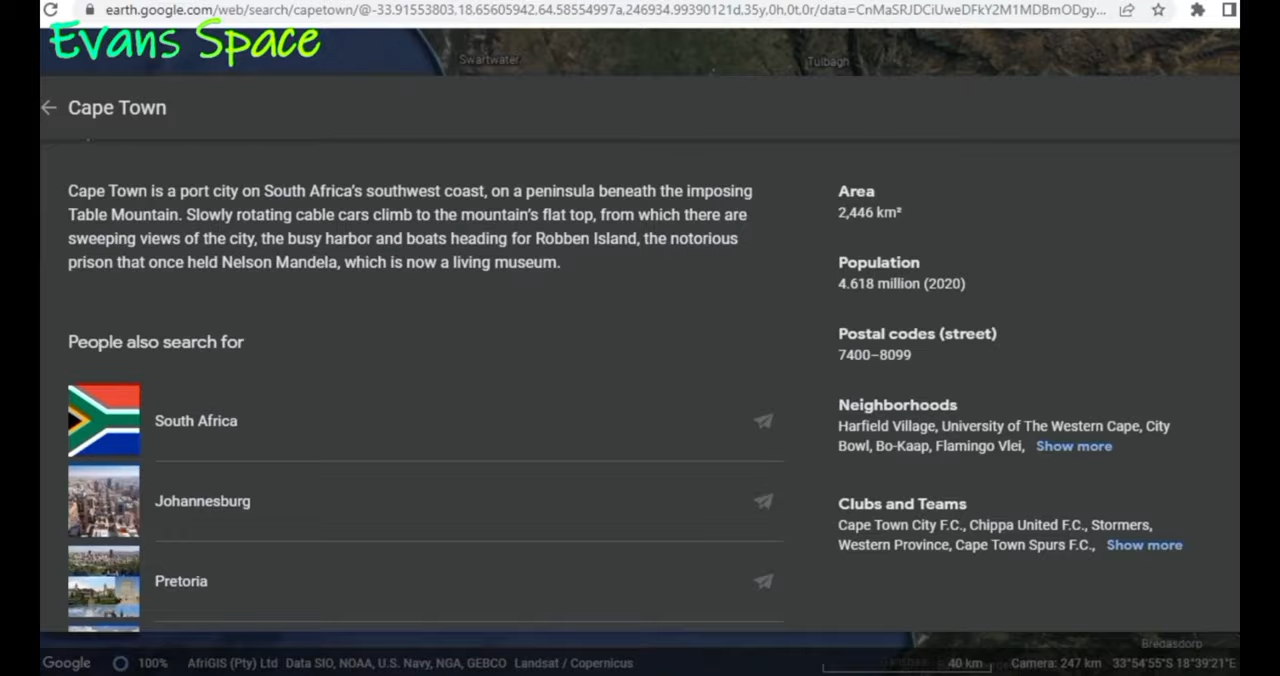 earth.google.com/web/search/capetown/@-33.91553803,18.65605942,64.58554997a,246934.99390121d,35y,0h,0t,0r/data=CnMaSRJDCiUweDFkY2M1MDBmODgy...
Evans Space
Swartwater
Tulbagh
Cape Town
Cape Town is a port city on South Africa's southwest coast, on a peninsula beneath the imposing
Table Mountain. Slowly rotating cable cars climb to the mountain's flat top, from which there are
sweeping views of the city, the busy harbor and boats heading for Robben Island, the notorious
prison that once held Nelson Mandela, which is now a living museum.
People also search for
South Africa
Johannesburg
Pretoria
Area
2,446 km²
Population
4.618 million (2020)
Postal codes (street)
7400–8099
Neighborhoods
Harfield Village, University of The Western Cape, City
Bowl, Bo-Kaap, Flamingo Vlei, Show more
Clubs and Teams
Cape Town City F.C., Chippa United F.C., Stormers,
Western Province, Cape Town Spurs F.C., Show more
Bredasdorp
Google 100% AfriGIS (Pty) Ltd Data SIO, NOAA, U.S. Navy, NGA, GEBCO Landsat / Copernicus 40 km Camera: 247 km 33°54'55"S 18°39'21"E